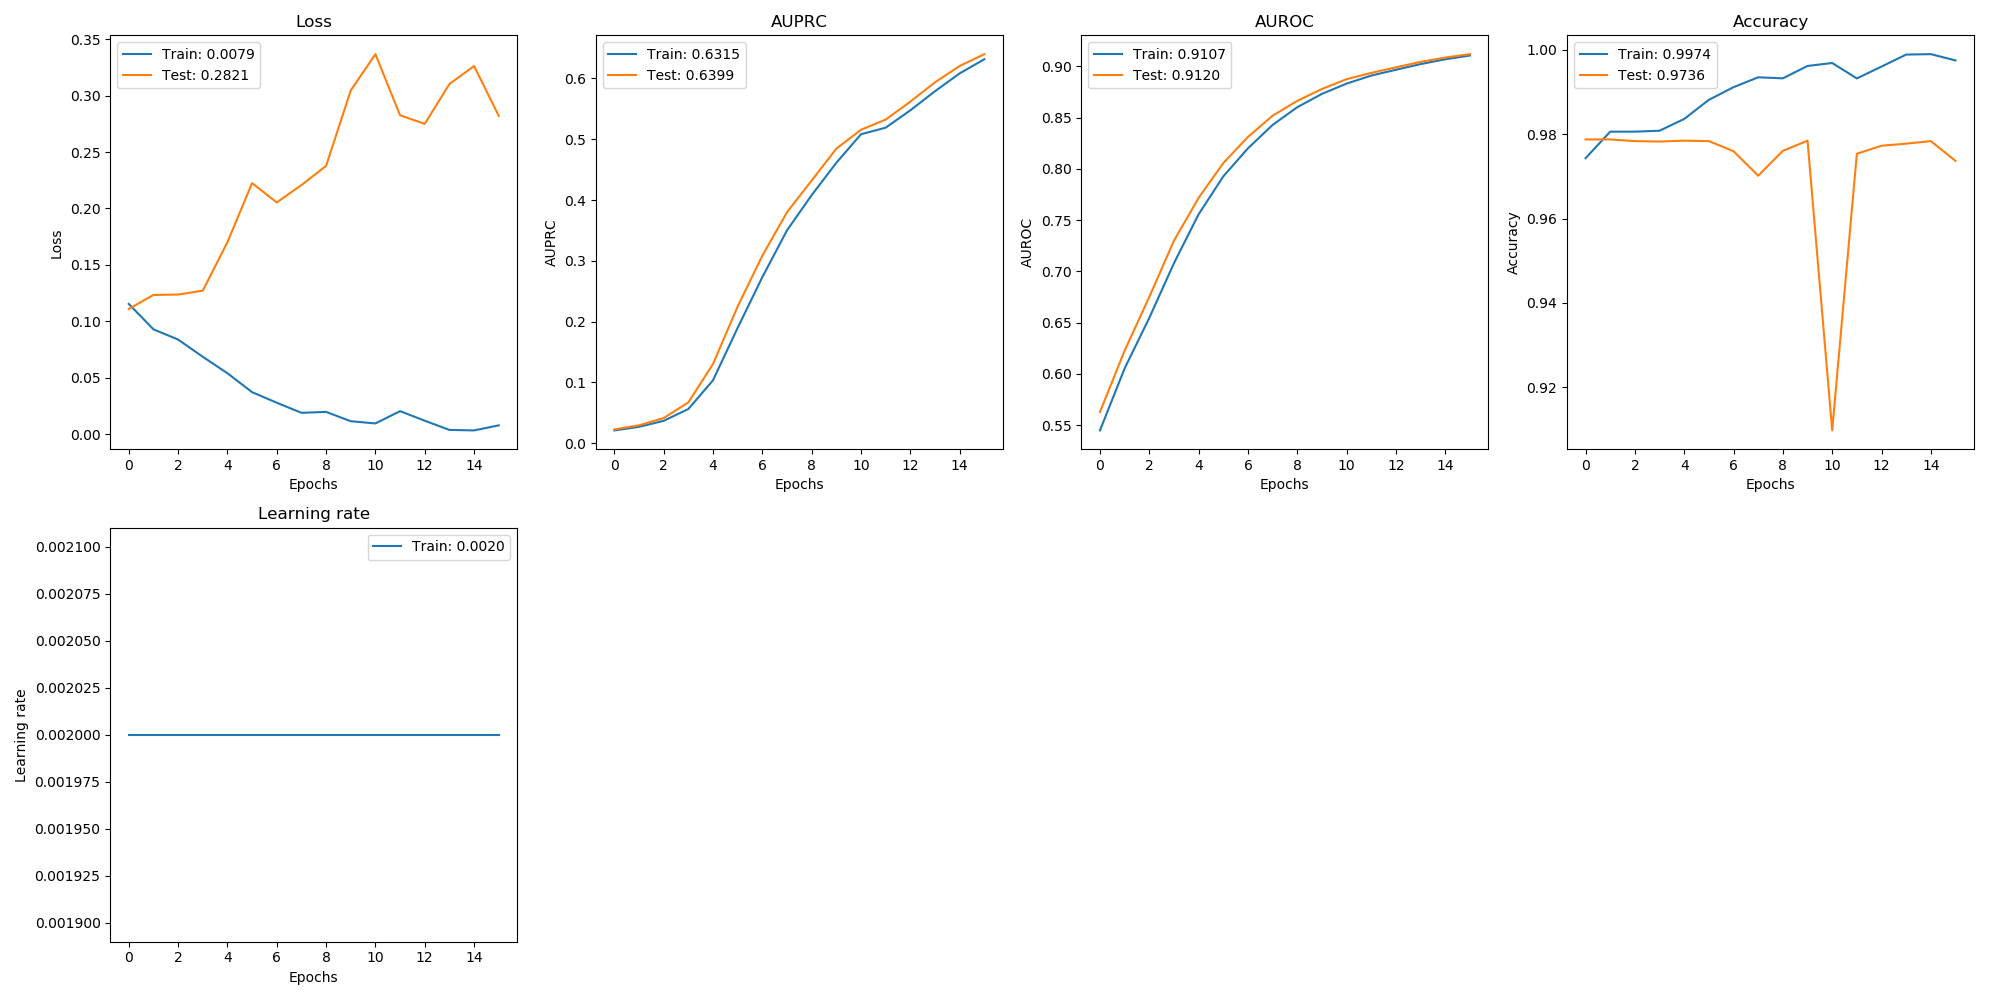 Loss
Train: 0.0079
Test: 0.2821
0.35
0.30
0.25
0.20
0.15
0.10
0.05
0.00
Loss
0 2 4 6 8 10 12 14
Epochs
AUPRC
Train: 0.6315
Test: 0.6399
0.6
0.5
0.4
0.3
0.2
0.1
0.0
AUPRC
0 2 4 6 8 10 12 14
Epochs
AUROC
Train: 0.9107
Test: 0.9120
0.90
0.85
0.80
0.75
0.70
0.65
0.60
0.55
AUROC
0 2 4 6 8 10 12 14
Epochs
Accuracy
Train: 0.9974
Test: 0.9736
1.00
0.98
0.96
0.94
0.92
Accuracy
0 2 4 6 8 10 12 14
Epochs
Learning rate
Train: 0.0020
0.002100
0.002075
0.002050
0.002025
0.002000
0.001975
0.001950
0.001925
0.001900
Learning rate
0 2 4 6 8 10 12 14
Epochs